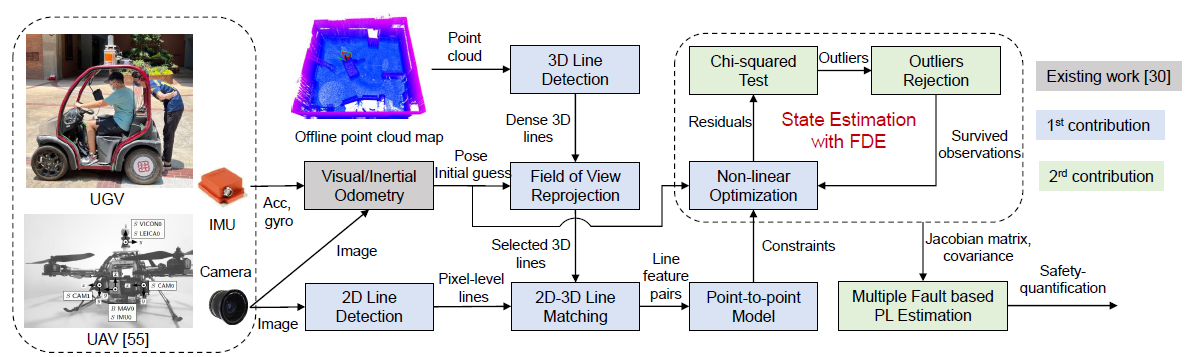 UGV
UAV [55]
S VICON0
S LEICA0
S CAM1
S CAM0
S MAV0
S IMU0
IMU
Camera
Acc,
gyro
Image
Image
Offline point cloud map
Point
cloud
3D Line
Detection
Dense 3D
lines
Visual/Inertial
Odometry
Pose
Initial guess
Field of View
Reprojection
Selected 3D
lines
2D Line
Detection
Pixel-level
lines
2D-3D Line
Matching
Line
feature
pairs
Point-to-point
Model
Constraints
Non-linear
Optimization
Residuals
Chi-squared
Test
Outliers
Outliers
Rejection
State Estimation
with FDE
Survived
observations
Jacobian matrix,
covariance
Multiple Fault based
PL Estimation
Safety-
quantification
Existing work [30]
1st contribution
2rd contribution